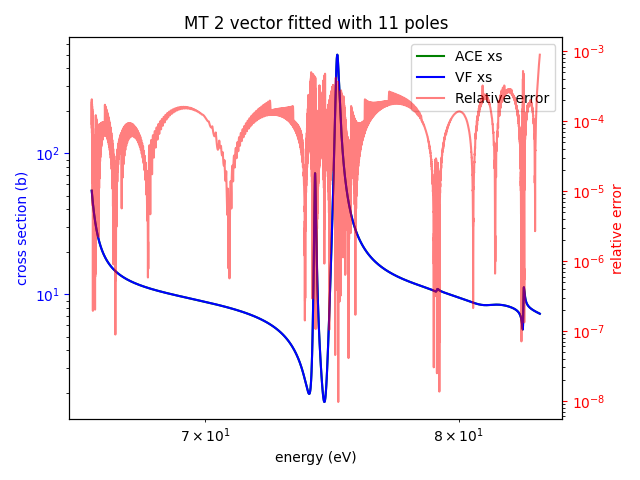 MT 2 vector fitted with 11 poles
ACE xs
VF xs
Relative error
10²
10¹
10⁻³
10⁻⁴
10⁻⁵
10⁻⁶
10⁻⁷
10⁻⁸
cross section (b)
relative error
7 × 10¹
8 × 10¹
energy (eV)